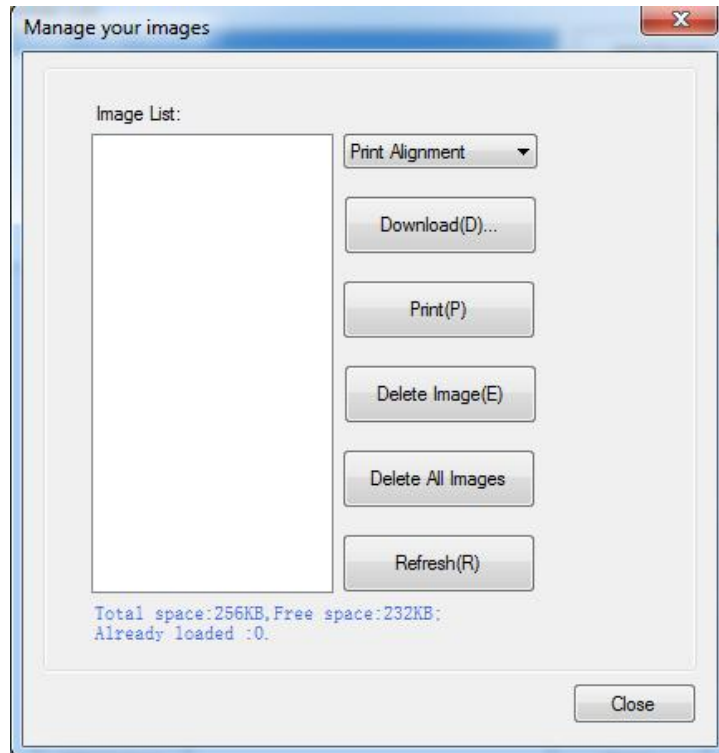 Manage your images
Image List:
Print Alignment
Download(D)...
Print(P)
Delete Image(E)
Delete All Images
Refresh(R)
Total space:256KB,Free space:232KB;
Already loaded :0.
Close